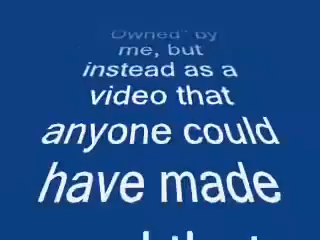 Owned" by
me, but
instead as a
video that
anyone could
have made